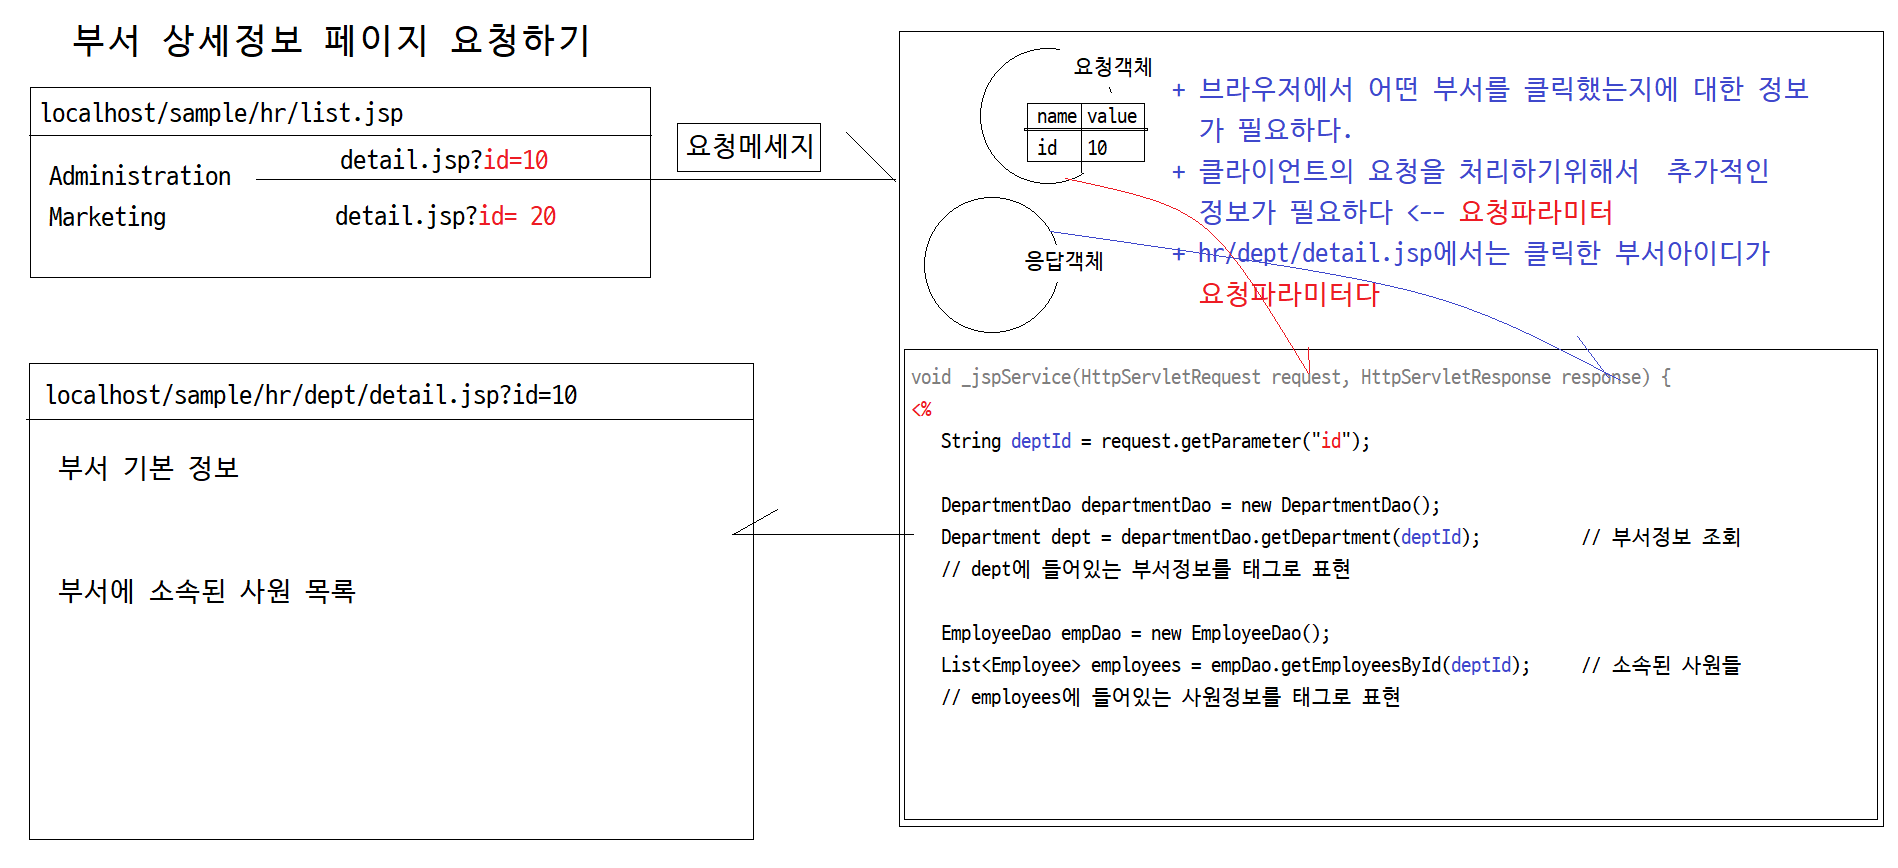 부서 상세정보 페이지 요청하기
localhost/sample/hr/list.jsp
Administration detail.jsp?id=10
Marketing detail.jsp?id= 20
요청메세지
요청객체
name value
id 10
응답객체
+ 브라우저에서 어떤 부서를 클릭했는지에 대한 정보
가 필요하다.
+ 클라이언트의 요청을 처리하기위해서 추가적인
정보가 필요하다 <-- 요청파라미터
+ hr/dept/detail.jsp에서는 클릭한 부서아이디가
요청파라미터다
localhost/sample/hr/dept/detail.jsp?id=10
부서 기본 정보
부서에 소속된 사원 목록
void _jspService(HttpServletRequest request, HttpServletResponse response) {
<%
String deptId = request.getParameter("id");
DepartmentDao departmentDao = new DepartmentDao();
Department dept = departmentDao.getDepartment(deptId); // 부서정보 조회
// dept에 들어있는 부서정보를 태그로 표현
EmployeeDao empDao = new EmployeeDao();
List<Employee> employees = empDao.getEmployeesById(deptId); // 소속된 사원들
// employees에 들어있는 사원정보를 태그로 표현